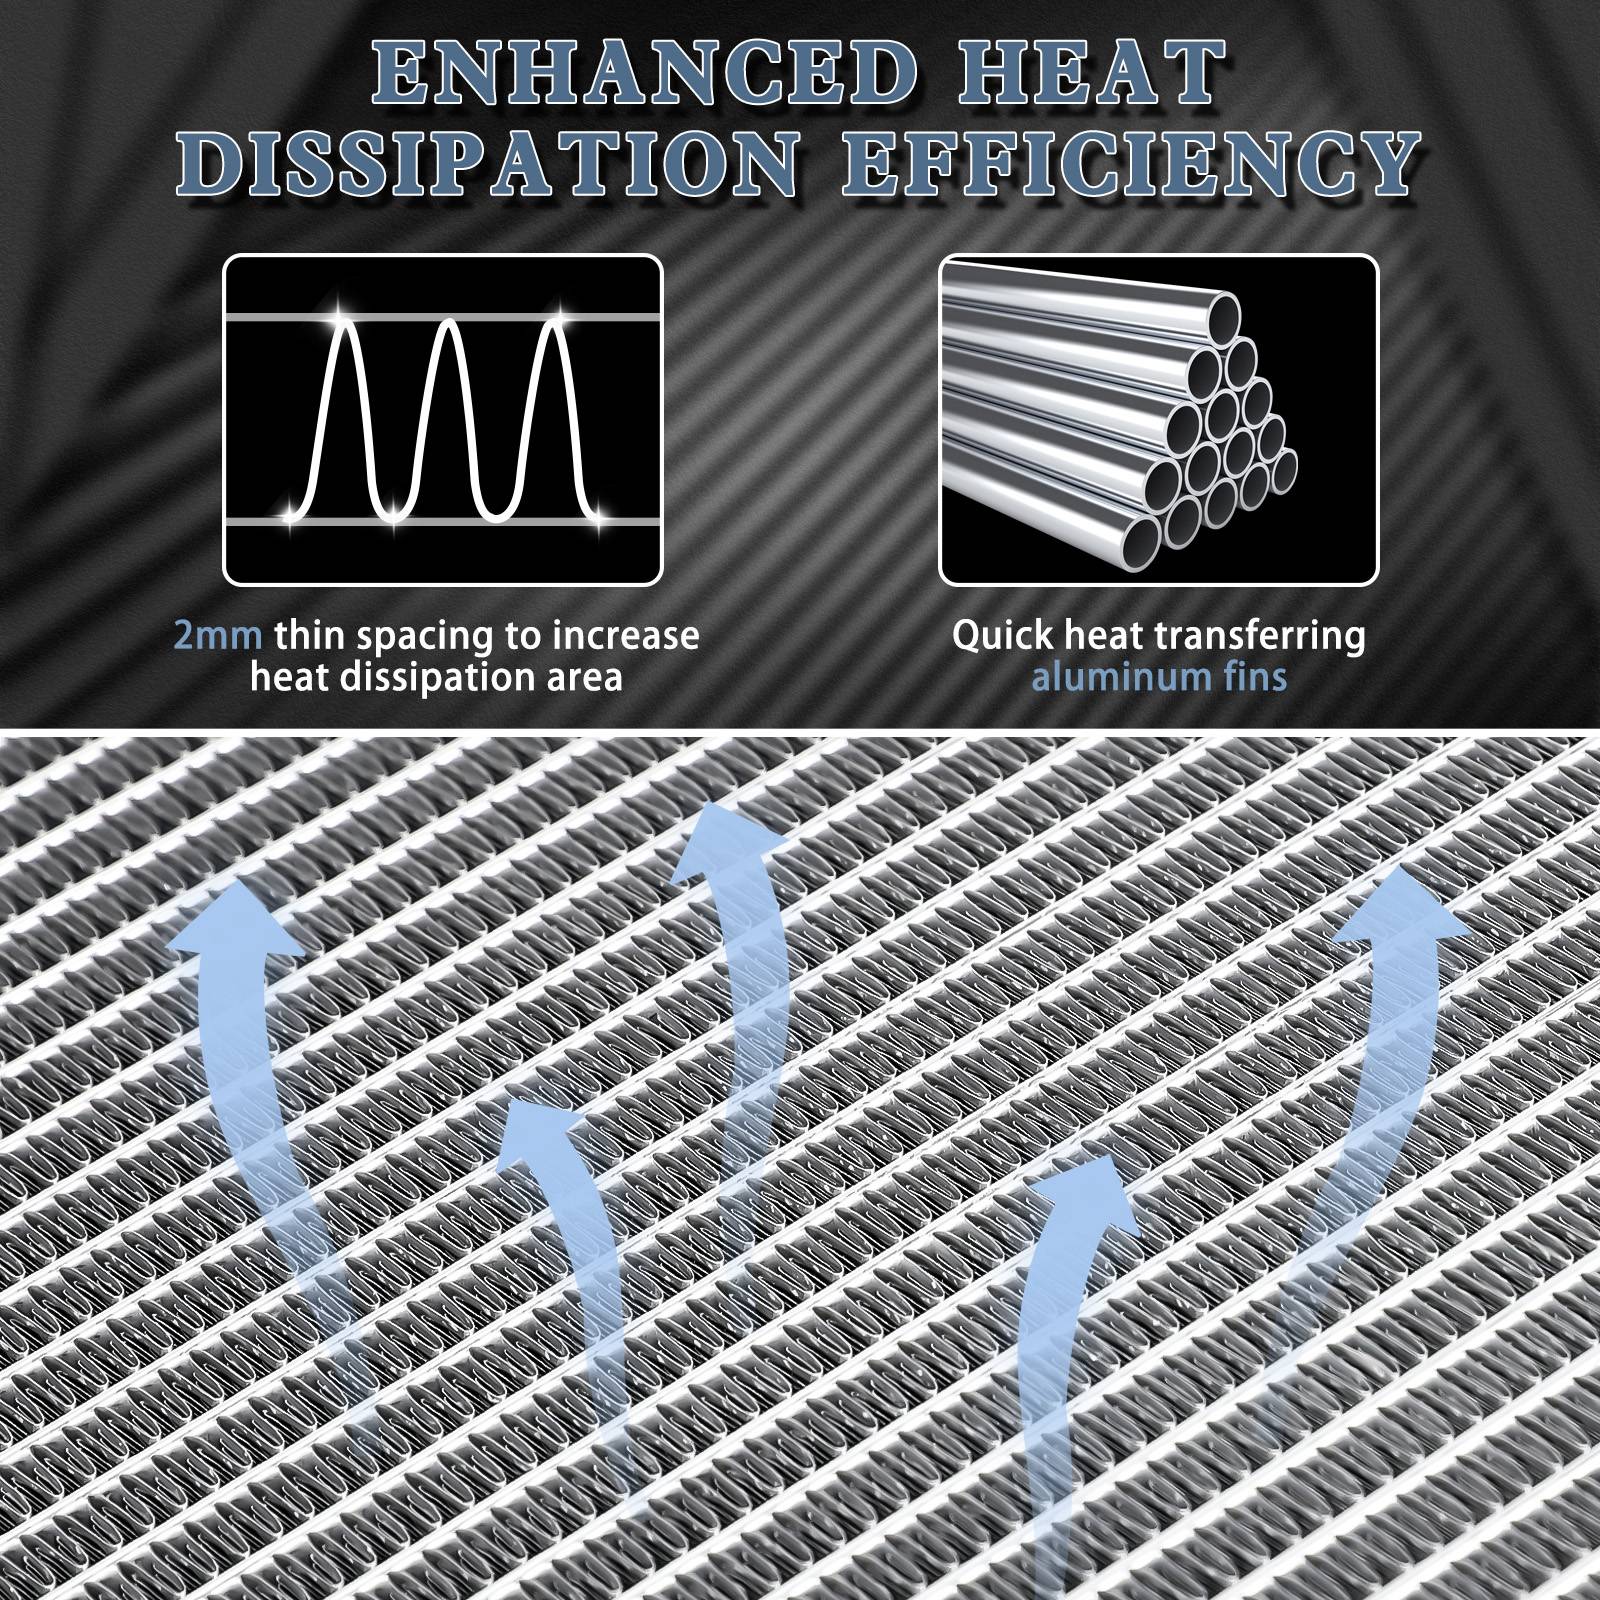 ENHANCED HEAT
DISSIPATION EFFICIENCY
2mm thin spacing to increase
heat dissipation area
Quick heat transferring
aluminum fins